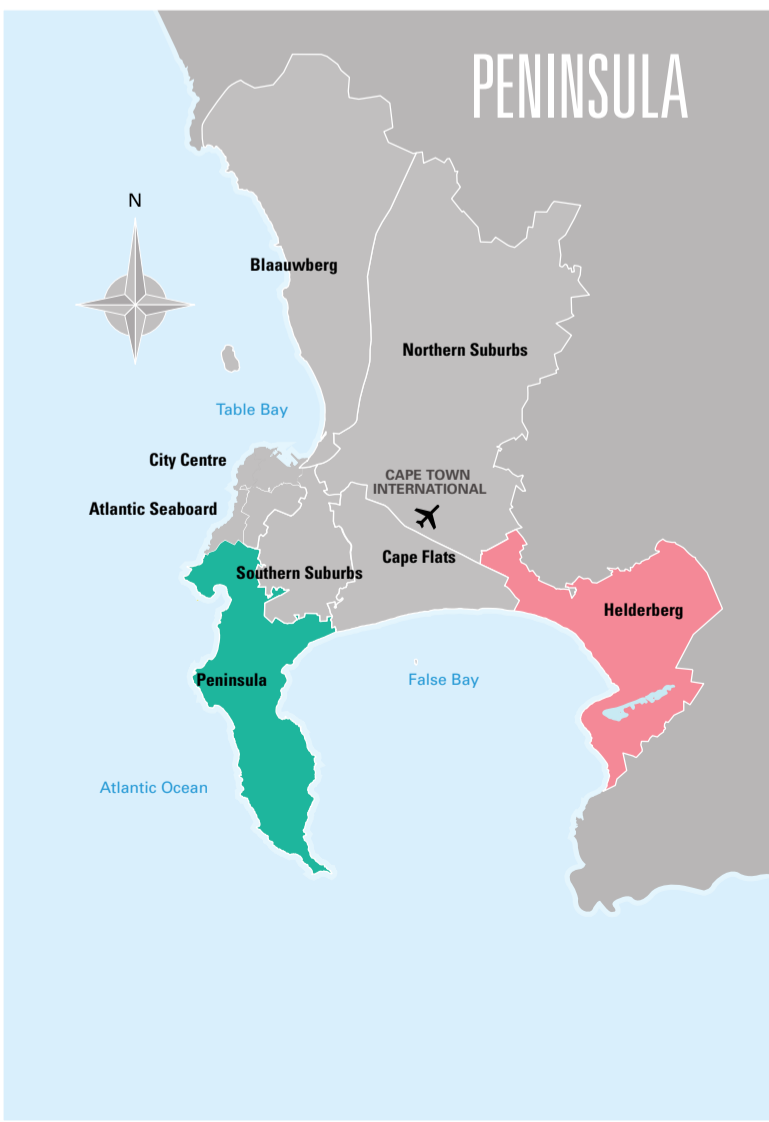 PENINSULA
N
Blaauwberg
Northern Suburbs
Table Bay
City Centre
CAPE TOWN
INTERNATIONAL
Atlantic Seaboard
Cape Flats
Southern Suburbs
Helderberg
Peninsula
False Bay
Atlantic Ocean